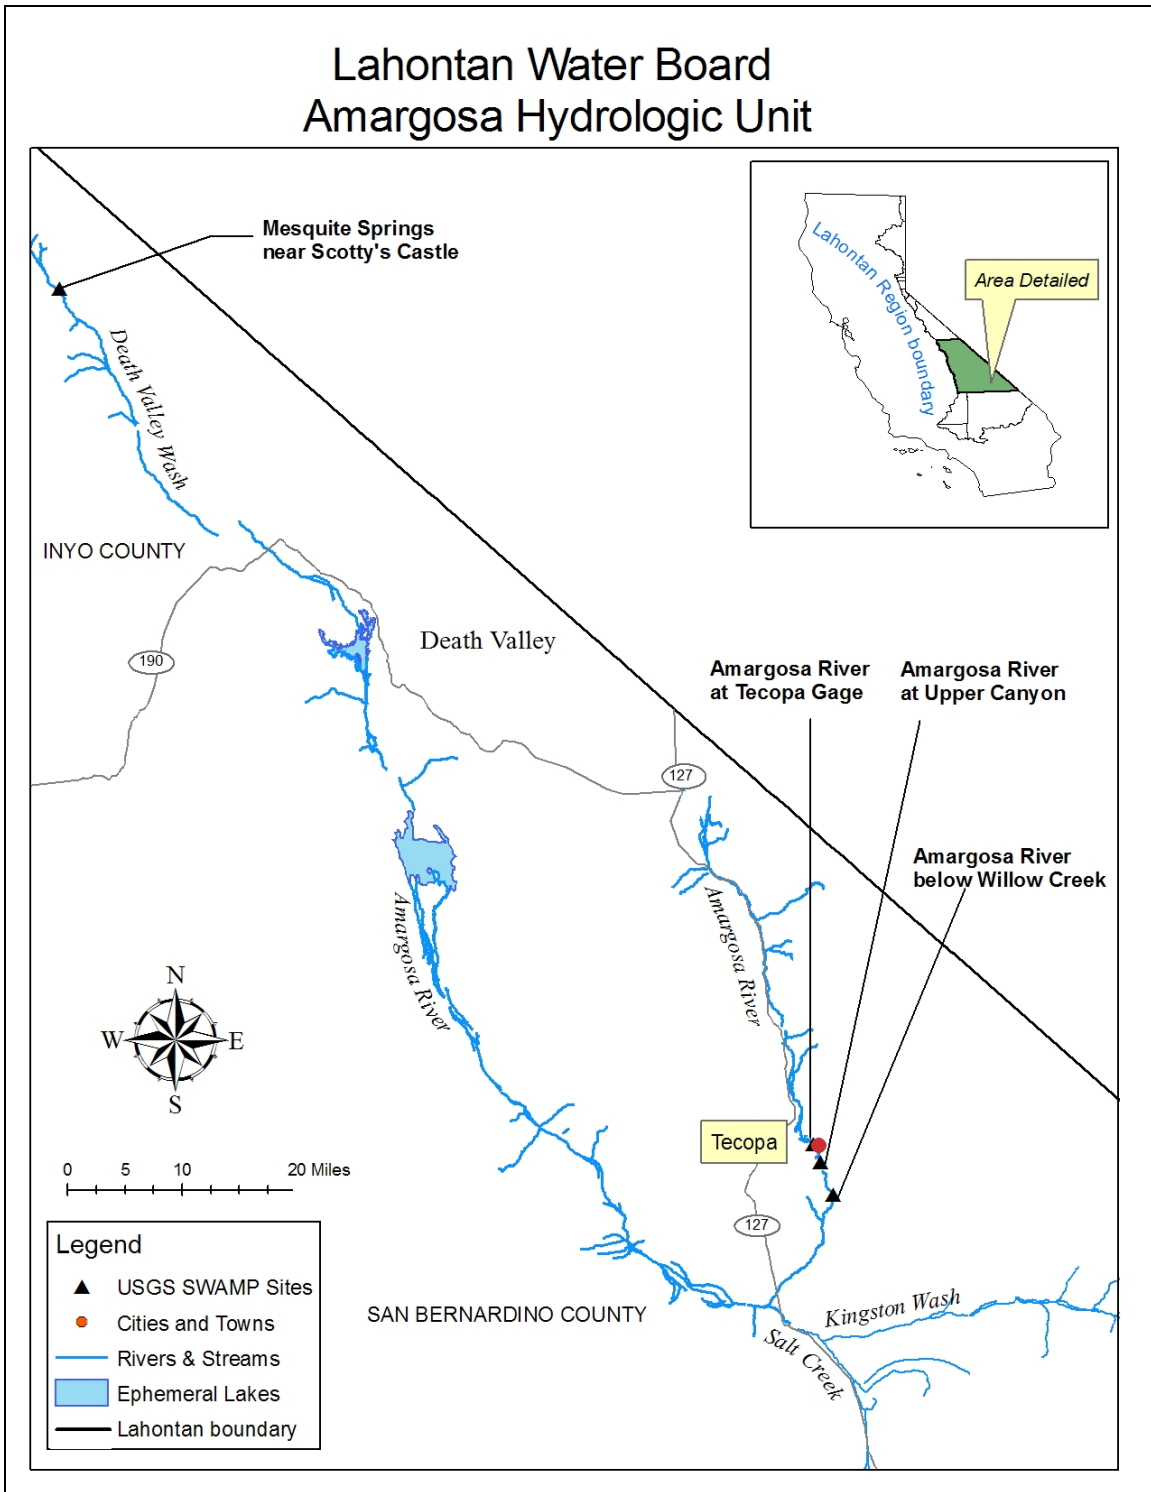 Lahontan Water Board
Amargosa Hydrologic Unit
Mesquite Springs
near Scotty's Castle
Lahontan Region boundary
Area Detailed
Death Valley Wash
INYO COUNTY
190
Death Valley
Amargosa River
at Tecopa Gage
Amargosa River
at Upper Canyon
127
Amargosa River
below Willow Creek
Amargosa River
Amargosa River
N
W
E
S
Tecopa
0 5 10 20 Miles
127
Legend
USGS SWAMP Sites
Cities and Towns
Rivers & Streams
Ephemeral Lakes
Lahontan boundary
SAN BERNARDINO COUNTY
Kingston Wash
Salt Creek